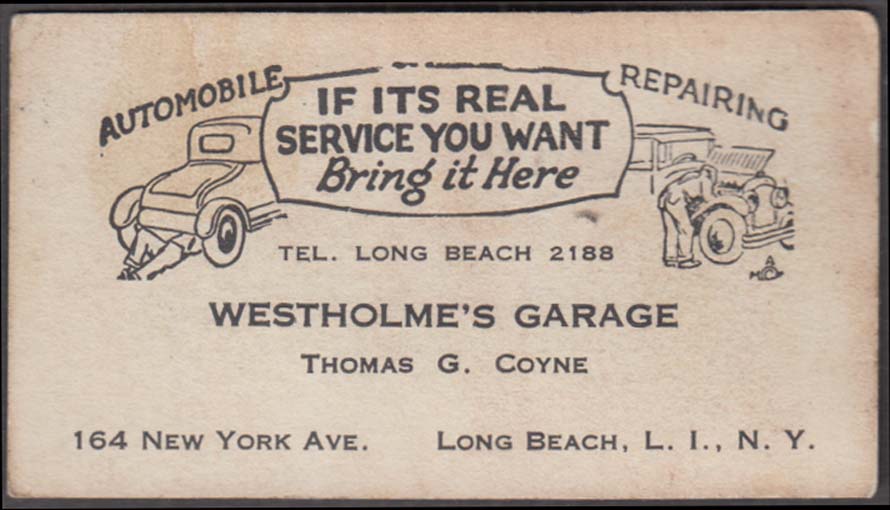 AUTOMOBILE REPAIRING
IF ITS REAL
SERVICE YOU WANT
Bring it Here
TEL. LONG BEACH 2188
WESTHOLME'S GARAGE
THOMAS G. COYNE
164 NEW YORK AVE. LONG BEACH, L. I., N. Y.